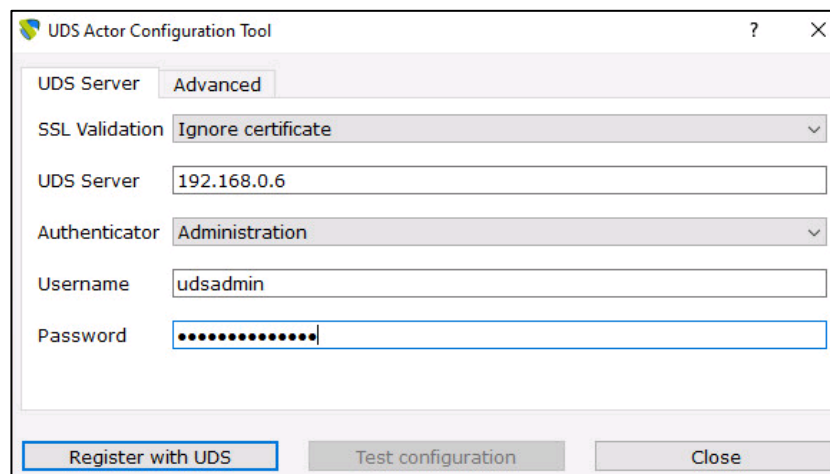 UDS Actor Configuration Tool ?
UDS Server Advanced
SSL Validation Ignore certificate
UDS Server 192.168.0.6
Authenticator Administration
Username udsadmin
Password ••••••••••••••
Register with UDS Test configuration Close